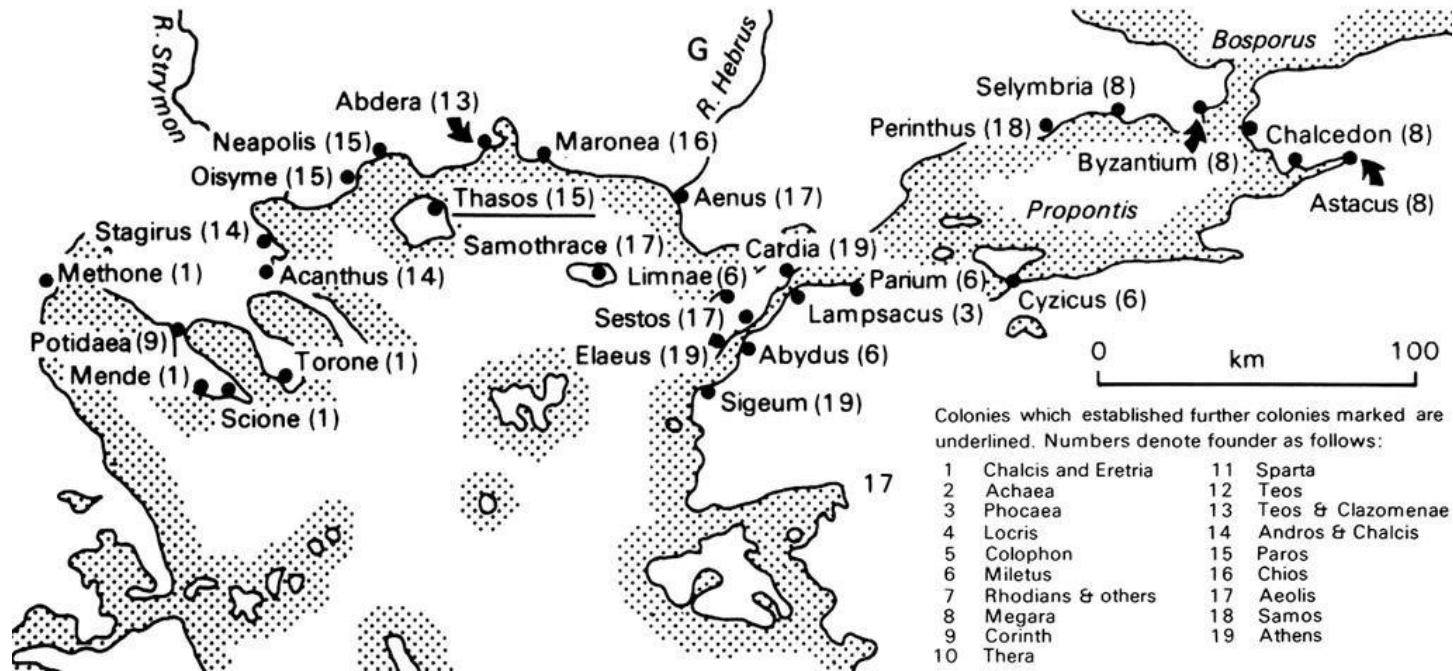 R. Strymon
G
R. Hebrus
Bosporus
Abdera (13)
Selymbria (8)
Neapolis (15)
Maronea (16)
Perinthus (18)
Chalcedon (8)
Oisyme (15)
Byzantium (8)
Thasos (15)
Aenus (17)
Astacus (8)
Propontis
Stagirus (14)
Samothrace (17)
Cardia (19)
Methone (1)
Acanthus (14)
Limnae (6)
Parium (6)
Cyzicus (6)
Sestos (17)
Lampsacus (3)
Potidaea (9)
Torone (1)
Elaeus (19)
Abydus (6)
Mende (1)
Scione (1)
Sigeum (19)
0 100
km
17
Colonies which established further colonies marked are
underlined. Numbers denote founder as follows:
1 Chalcis and Eretria
2 Achaea
3 Phocaea
4 Locris
5 Colophon
6 Miletus
7 Rhodians & others
8 Megara
9 Corinth
10 Thera
11 Sparta
12 Teos
13 Teos & Clazomenae
14 Andros & Chalcis
15 Paros
16 Chios
17 Aeolis
18 Samos
19 Athens